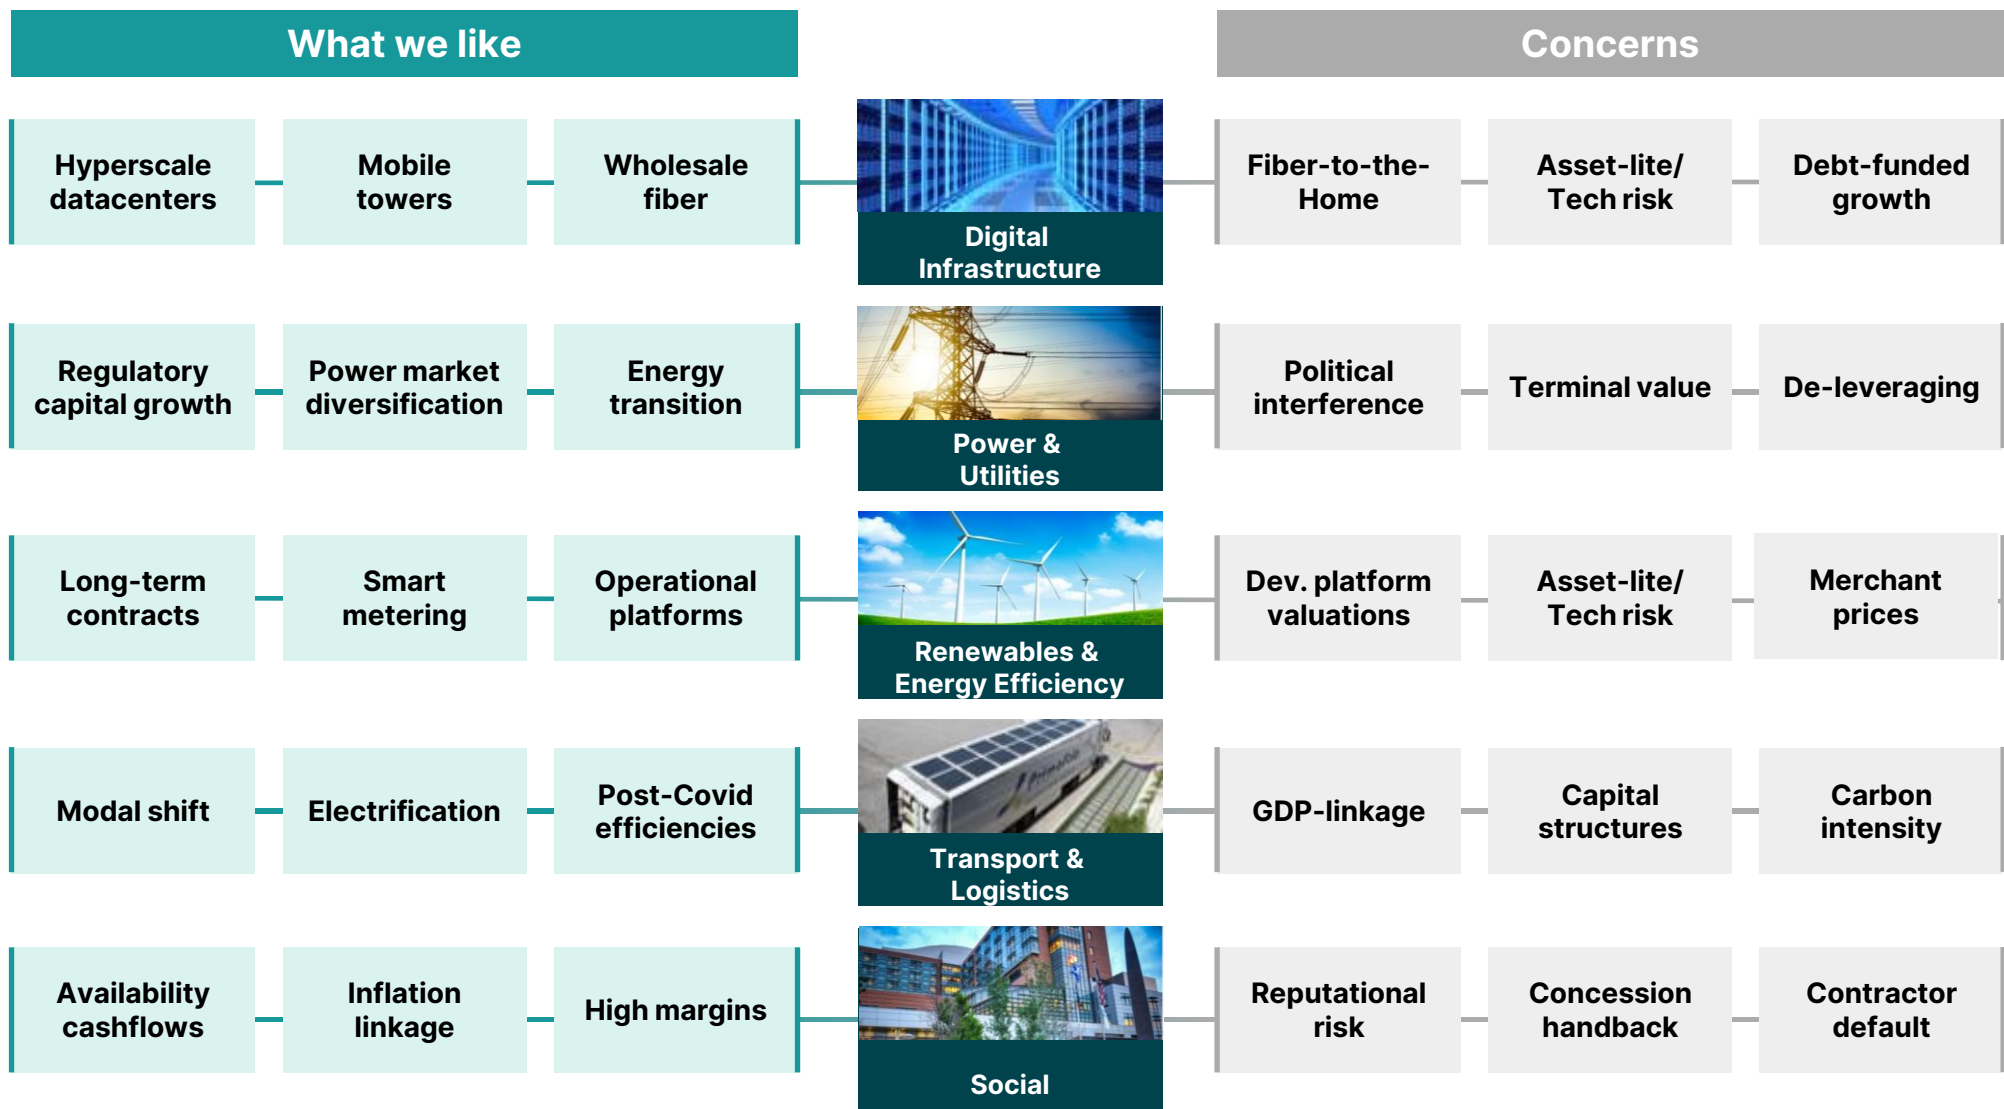 What we like
Concerns
Hyperscale
datacenters
Mobile
towers
Wholesale
fiber
Digital
Infrastructure
Fiber-to-the-
Home
Asset-lite/
Tech risk
Debt-funded
growth
Regulatory
capital growth
Power market
diversification
Energy
transition
Power &
Utilities
Political
interference
Terminal value
De-leveraging
Long-term
contracts
Smart
metering
Operational
platforms
Renewables &
Energy Efficiency
Dev. platform
valuations
Asset-lite/
Tech risk
Merchant
prices
Modal shift
Electrification
Post-Covid
efficiencies
Transport &
Logistics
GDP-linkage
Capital
structures
Carbon
intensity
Availability
cashflows
Inflation
linkage
High margins
Social
Reputational
risk
Concession
handback
Contractor
default